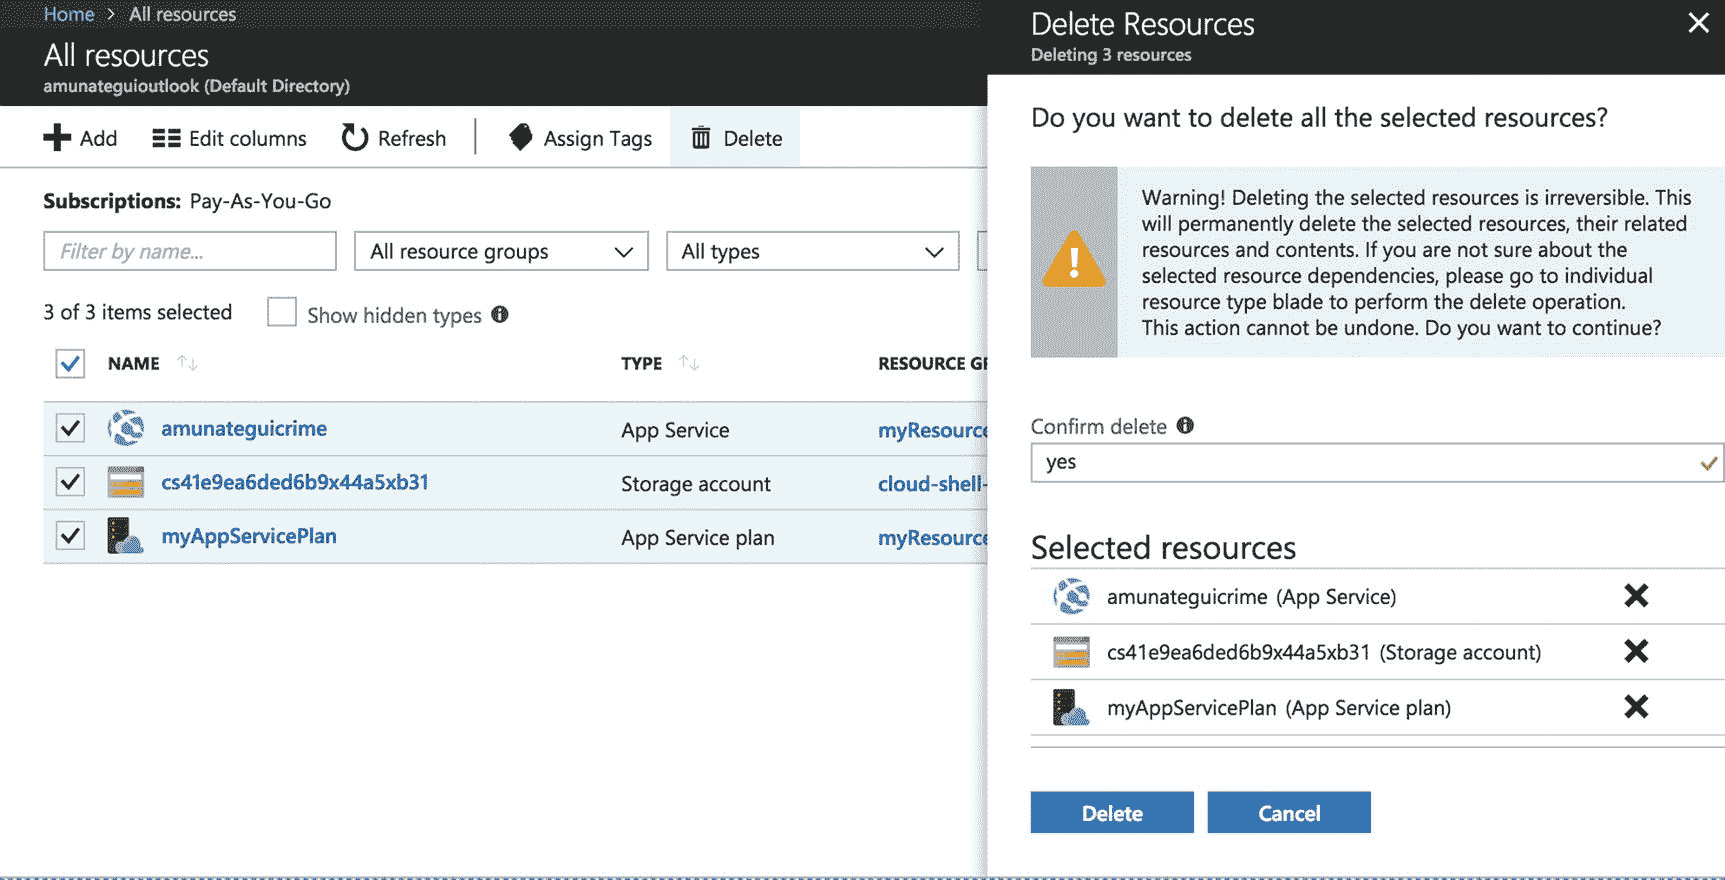 Home > All resources
All resources
amunateguioutlook (Default Directory)
Add Edit columns Refresh Assign Tags Delete
Subscriptions: Pay-As-You-Go
Filter by name... All resource groups All types
3 of 3 items selected Show hidden types
NAME TYPE RESOURCE GR
amunateguicrime App Service myResource
cs41e9ea6ded6b9x44a5xb31 Storage account cloud-shell-
myAppServicePlan App Service plan myResource
Delete Resources
Deleting 3 resources
Do you want to delete all the selected resources?
Warning! Deleting the selected resources is irreversible. This
will permanently delete the selected resources, their related
resources and contents. If you are not sure about the
selected resource dependencies, please go to individual
resource type blade to perform the delete operation.
This action cannot be undone. Do you want to continue?
Confirm delete
yes
Selected resources
amunateguicrime (App Service)
cs41e9ea6ded6b9x44a5xb31 (Storage account)
myAppServicePlan (App Service plan)
Delete Cancel